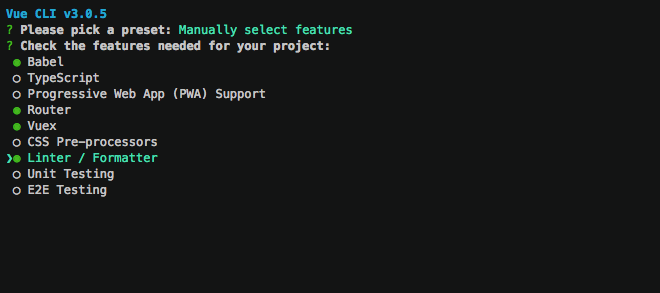 Vue CLI v3.0.5
? Please pick a preset: Manually select features
? Check the features needed for your project:
◉ Babel
◯ TypeScript
◯ Progressive Web App (PWA) Support
◉ Router
◉ Vuex
◯ CSS Pre-processors
❯◉ Linter / Formatter
◯ Unit Testing
◯ E2E Testing